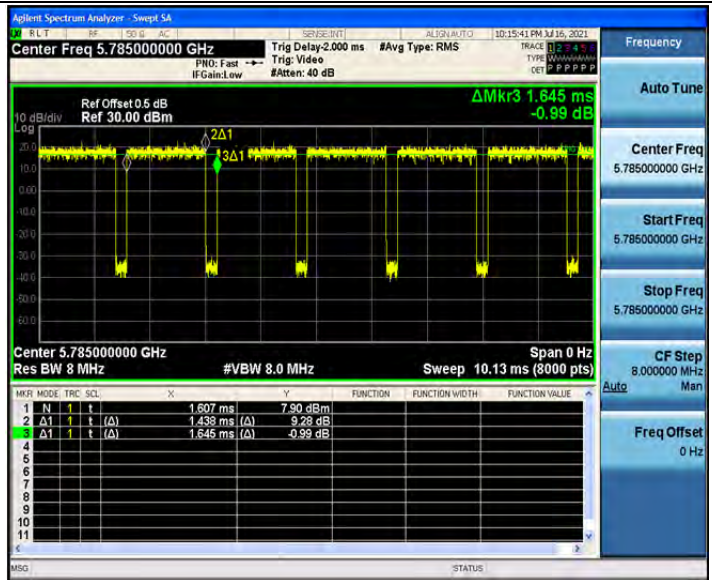 Agilent Spectrum Analyzer - Swept SA
RLT RF 50 Ω AC SENSE:INT ALIGN AUTO 10:15:41 PM Jul 16, 2021
Center Freq 5.785000000 GHz
PNO: Fast
IFGain:Low
Trig Delay-2.000 ms
Trig: Video
#Atten: 40 dB
#Avg Type: RMS
TRACE 1 2 3 4 5 6
TYPE
DET P P P P P P
Frequency
Ref Offset 0.5 dB
10 dB/div Ref 30.00 dBm
Log
ΔMkr3 1.645 ms
-0.99 dB
20.0
10.0
0.00
-10.0
-20.0
-30.0
-40.0
-50.0
-60.0
2Δ1
3Δ1
Center 5.785000000 GHz Span 0 Hz
Res BW 8 MHz #VBW 8.0 MHz Sweep 10.13 ms (8000 pts)
MKR MODE TRC SCL X Y FUNCTION FUNCTION WIDTH FUNCTION VALUE
1 N 1 t 1.607 ms 7.90 dBm
2 Δ1 1 t (Δ) 1.438 ms (Δ) 9.28 dB
3 Δ1 1 t (Δ) 1.645 ms (Δ) -0.99 dB
4
5
6
7
8
9
10
11
MSG STATUS
Auto Tune
Center Freq
5.785000000 GHz
Start Freq
5.785000000 GHz
Stop Freq
5.785000000 GHz
CF Step
8.000000 MHz
Auto Man
Freq Offset
0 Hz